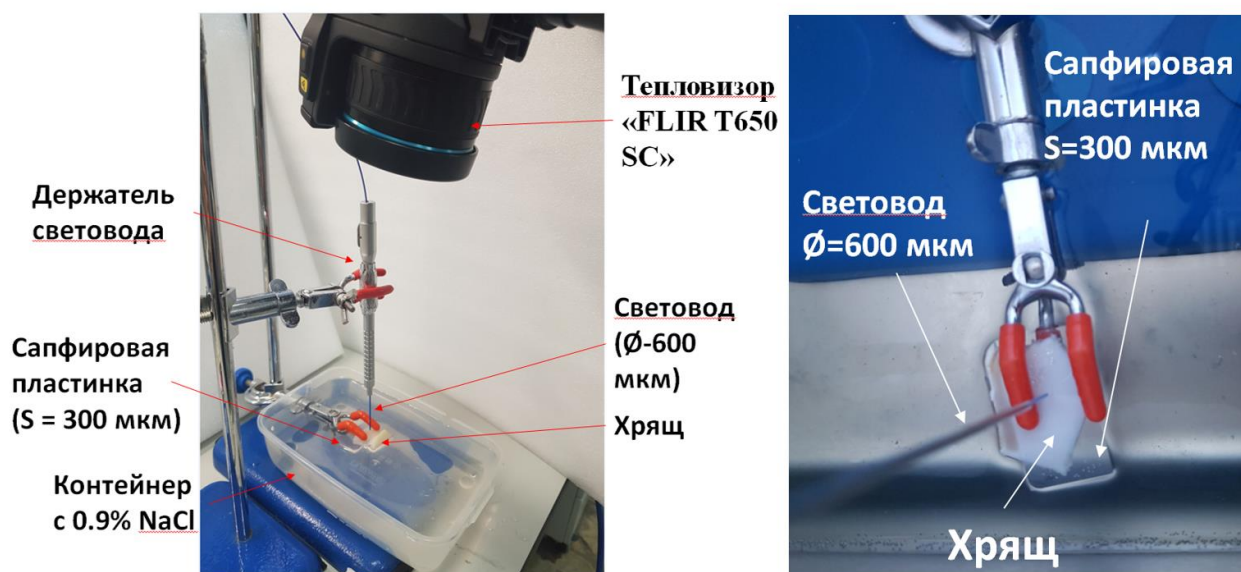 Тепловизор
«FLIR T650
SC»
Держатель
световода
Световод
(Ø-600
мкм)
Сапфировая
пластинка
(S = 300 мкм)
Хрящ
Контейнер
с 0.9% NaCl
Сапфировая
пластинка
S=300 мкм
Световод
Ø=600 мкм
Хрящ